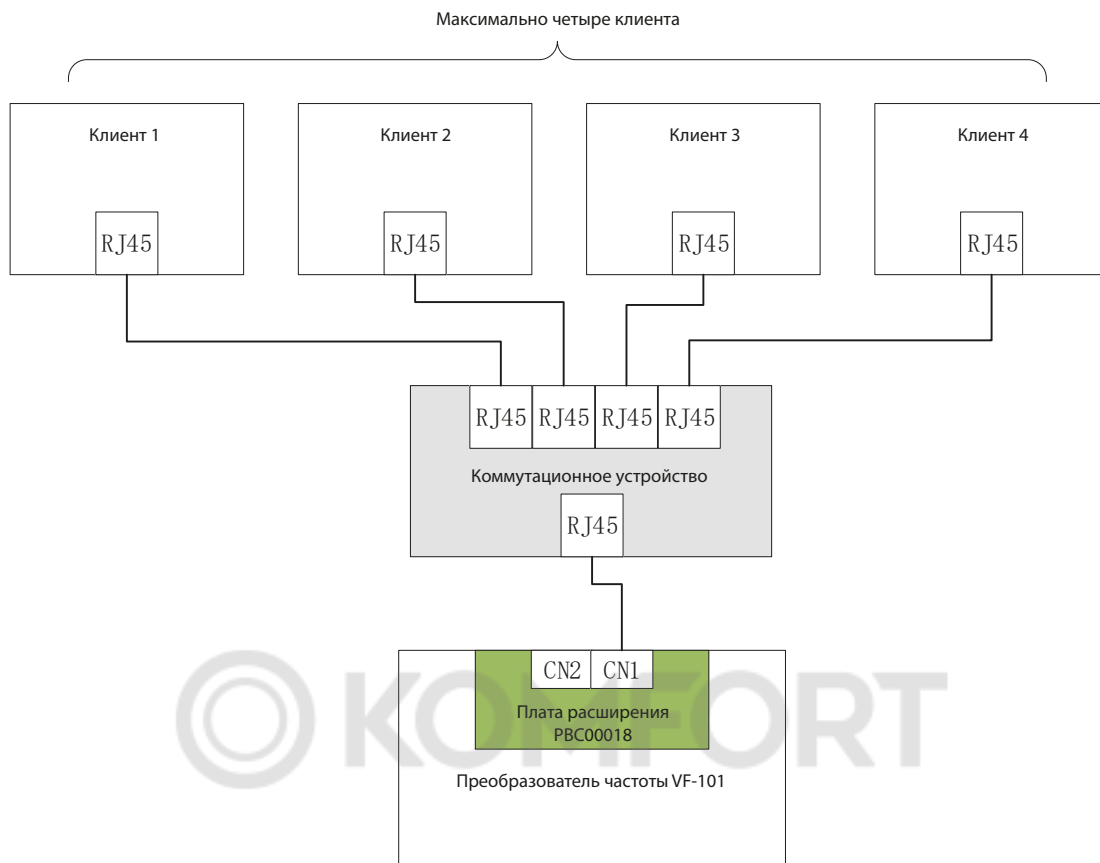 Максимально четыре клиента
Клиент 1
Клиент 2
Клиент 3
Клиент 4
RJ45
RJ45
RJ45
RJ45
RJ45
RJ45
RJ45
RJ45
Коммутационное устройство
RJ45
CN2
CN1
Плата расширения
PBC00018
KOMFORT
Преобразователь частоты VF-101